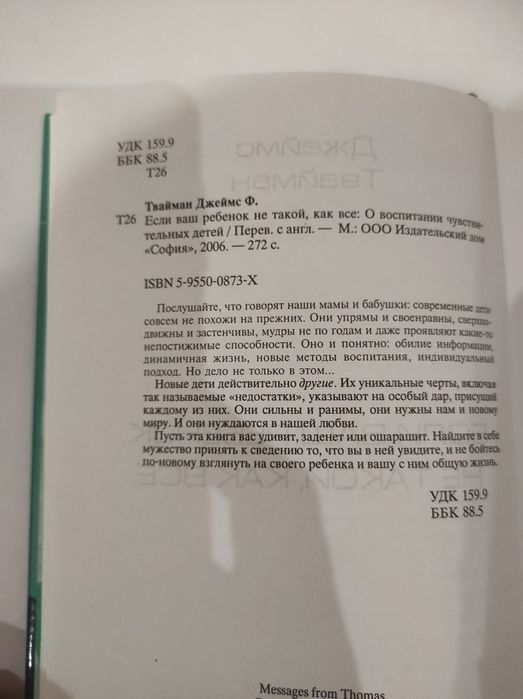 УДК 159.9
ББК 88.5
Т26
Твайман Джеймс Ф.
Т26 Если ваш ребенок не такой, как все: О воспитании чувстви-
тельных детей / Перев. с англ. — М.: ООО Издательский дом
«София», 2006. — 272 с.
ISBN 5-9550-0873-X
Послушайте, что говорят наши мамы и бабушки: современные дети
совсем не похожи на прежних. Они упрямы и своенравны, сверхпо-
движны и застенчивы, мудры не по годам и даже проявляют какие-то
непостижимые способности. Оно и понятно: обилие информации,
динамичная жизнь, новые методы воспитания, индивидуальный
подход. Но дело не только в этом...
Новые дети действительно другие. Их уникальные черты, включая
так называемые «недостатки», указывают на особый дар, присущий
каждому из них. Они сильны и ранимы, они нужны нам и новому
миру. И они нуждаются в нашей любви.
Пусть эта книга вас удивит, заденет или ошарашит. Найдите в себе
мужество принять к сведению то, что вы в ней увидите, и не бойтесь
по-новому взглянуть на своего ребенка и вашу с ним общую жизнь.
УДК 159.9
ББК 88.5
Messages from Thomas